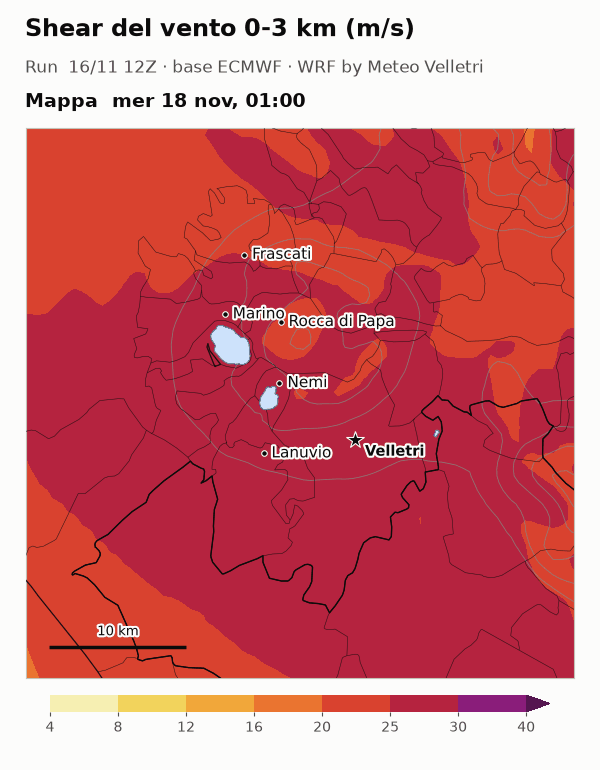 Shear del vento 0-3 km (m/s)
Run 16/11 12Z · base ECMWF · WRF by Meteo Velletri
Mappa mer 18 nov, 01:00
Frascati
Marino
Rocca di Papa
Nemi
Velletri
Lanuvio
10 km
4 8 12 16 20 25 30 40